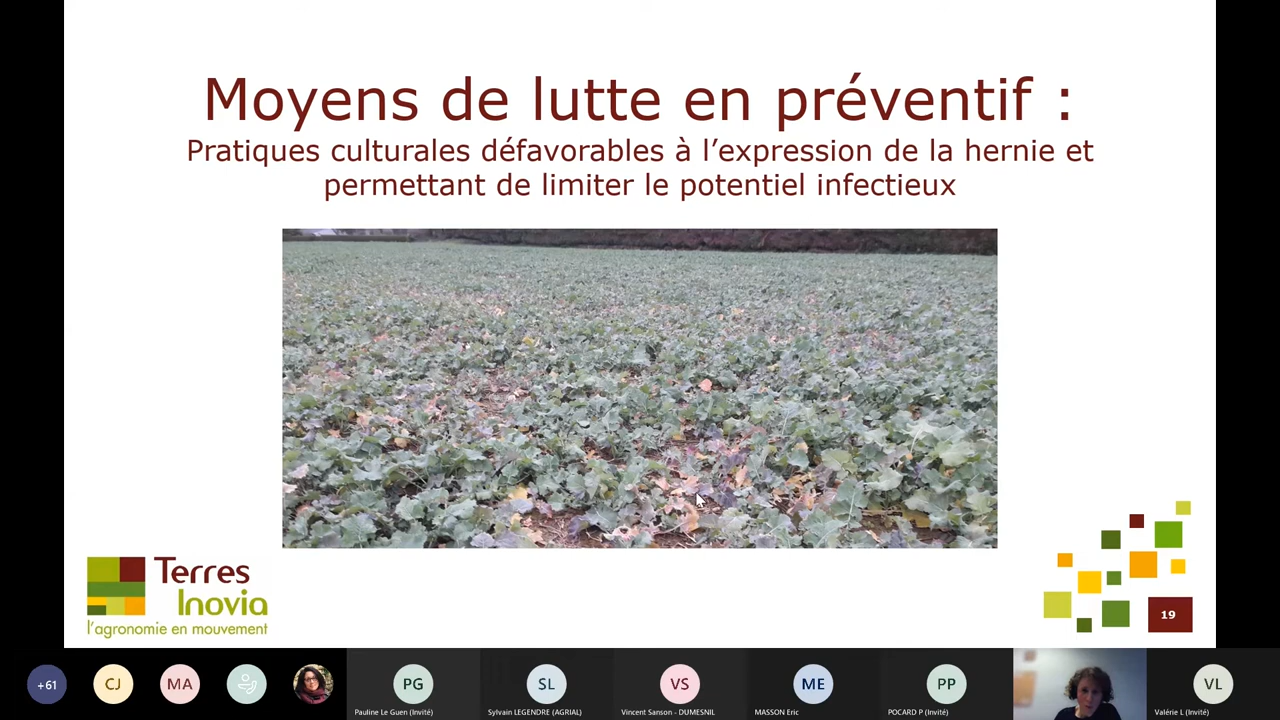 Moyens de lutte en préventif :
Pratiques culturales défavorables à l’expression de la hernie et
permettant de limiter le potentiel infectieux
Terres
Inovia
l'agronomie en mouvement
19
+61
CJ
MA
PG
SL
VS
ME
PP
VL
Pauline Le Guen (Invité)
Sylvain LEGENDRE (AGRIAL)
Vincent Sanson - DUMESNIL
MASSON Eric
POCARD P (Invité)
Valérie L (Invité)